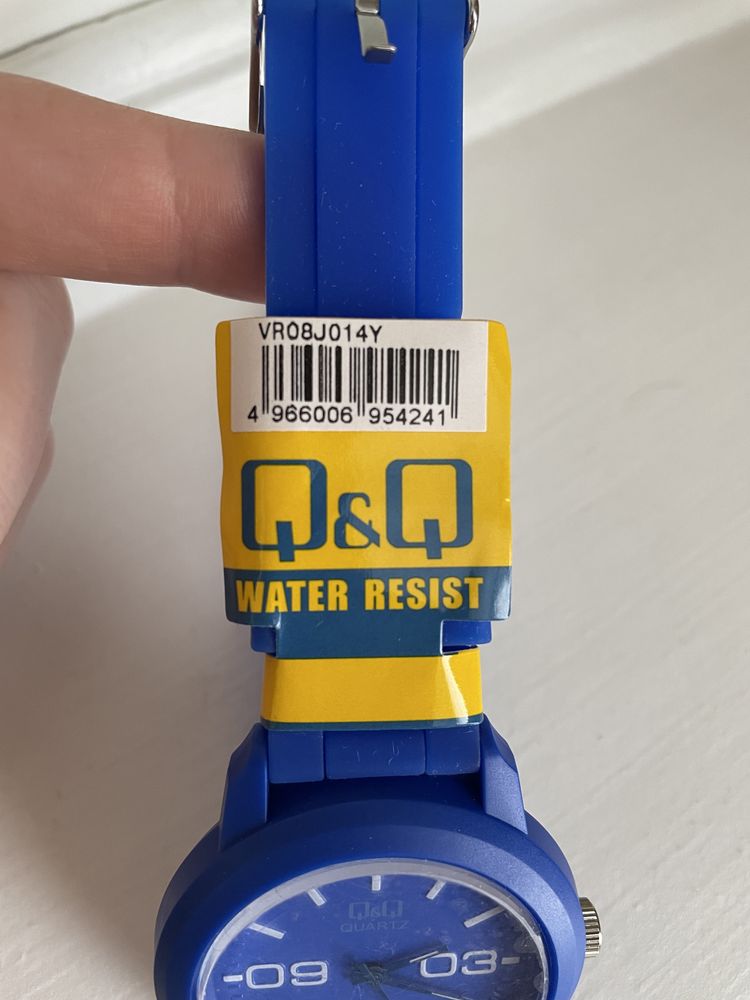 VR08J014Y
4 966006 954241
Q&Q
WATER RESIST
Q&Q
QUARTZ
-09 03-